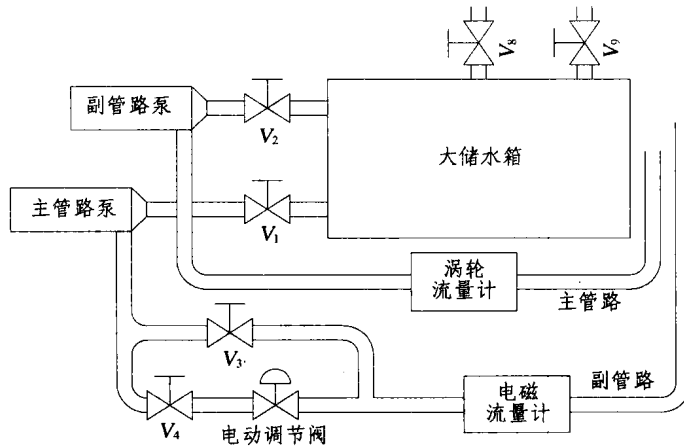 V₈
V₉
副管路泵
V₂
大储水箱
主管路泵
V₁
涡轮
流量计
主管路
V₃
副管路
电磁
流量计
V₄
电动调节阀